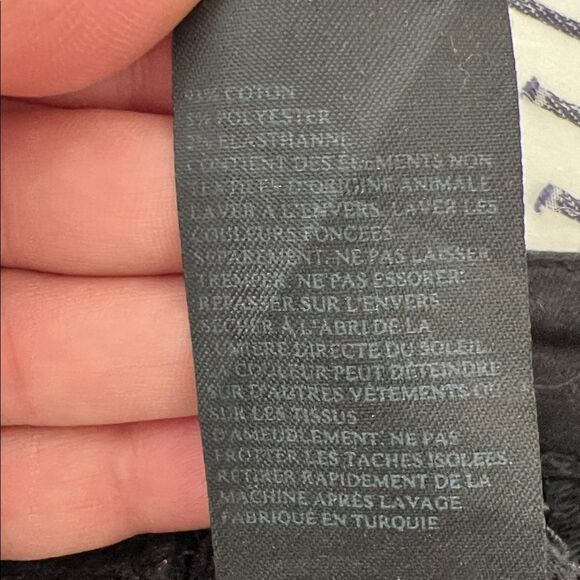 COTON
POLYESTER
ELASTHANNE
CONTIENT DES ÉLÉMENTS NON
TEXTILES D'ORIGINE ANIMALE
LAVER À L'ENVERS. LAVER LES
COULEURS FONCÉES
SÉPARÉMENT. NE PAS LAISSER
TREMPER. NE PAS ESSORER.
REPASSER SUR L'ENVERS
SÉCHER À L'ABRI DE LA
LUMIÈRE DIRECTE DU SOLEIL.
LA COULEUR PEUT DÉTEINDRE
SUR D'AUTRES VÊTEMENTS OU
SUR LES TISSUS
D'AMEUBLEMENT. NE PAS
FROTTER LES TACHES ISOLÉES.
RETIRER RAPIDEMENT DE LA
MACHINE APRÈS LAVAGE
FABRIQUÉ EN TURQUIE